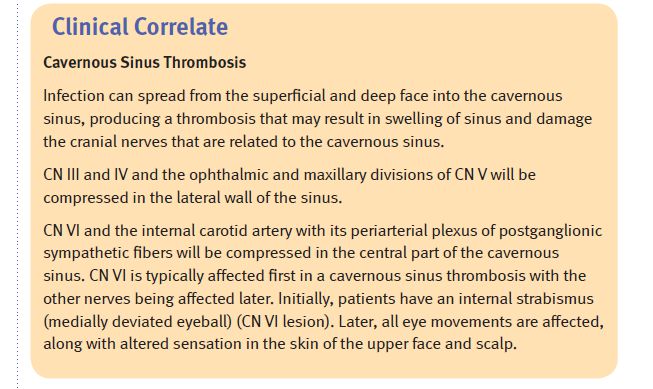 Clinical Correlate
Cavernous Sinus Thrombosis
Infection can spread from the superficial and deep face into the cavernous
sinus, producing a thrombosis that may result in swelling of sinus and damage
the cranial nerves that are related to the cavernous sinus.
CN III and IV and the ophthalmic and maxillary divisions of CN V will be
compressed in the lateral wall of the sinus.
CN VI and the internal carotid artery with its periarterial plexus of postganglionic
sympathetic fibers will be compressed in the central part of the cavernous
sinus. CN VI is typically affected first in a cavernous sinus thrombosis with the
other nerves being affected later. Initially, patients have an internal strabismus
(medially deviated eyeball) (CN VI lesion). Later, all eye movements are affected,
along with altered sensation in the skin of the upper face and scalp.